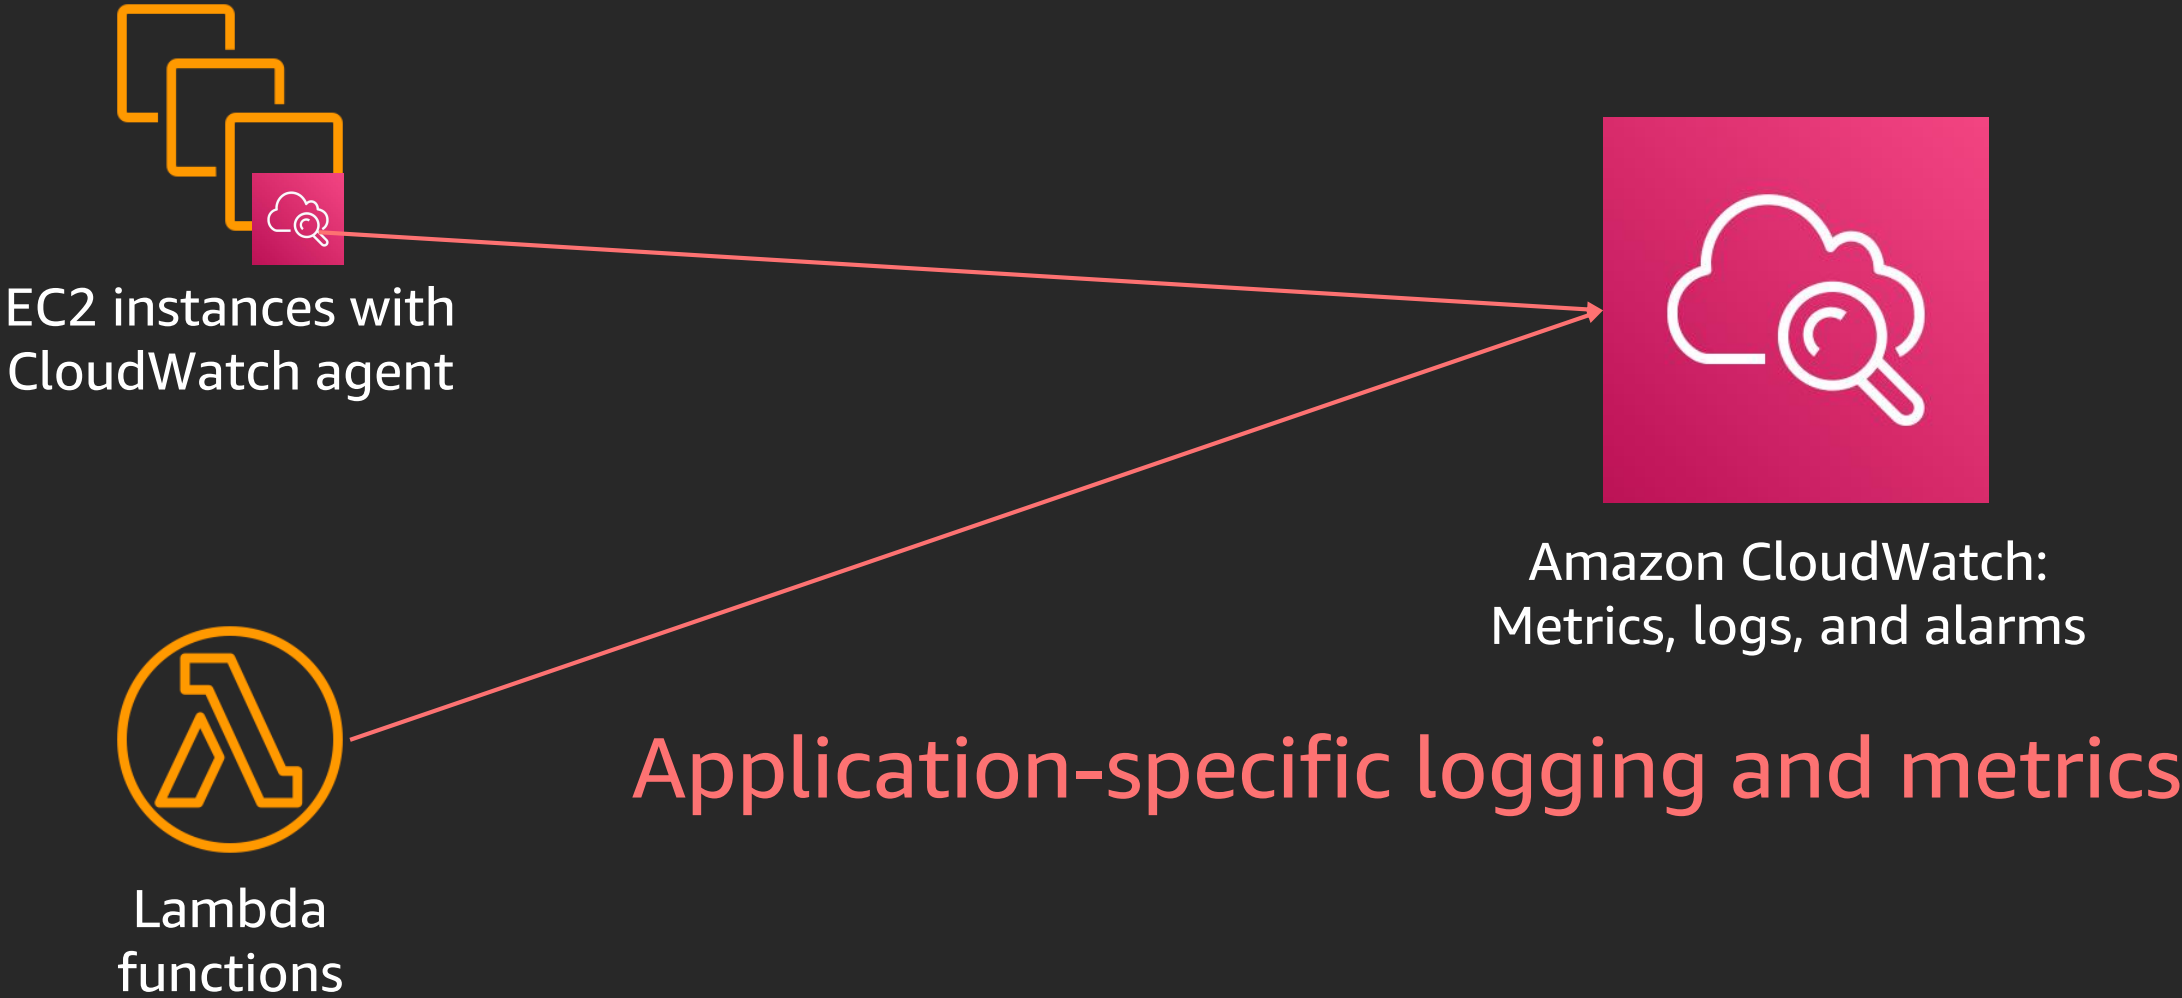 EC2 instances with
CloudWatch agent
Amazon CloudWatch:
Metrics, logs, and alarms
Application-specific logging and metrics
Lambda
functions